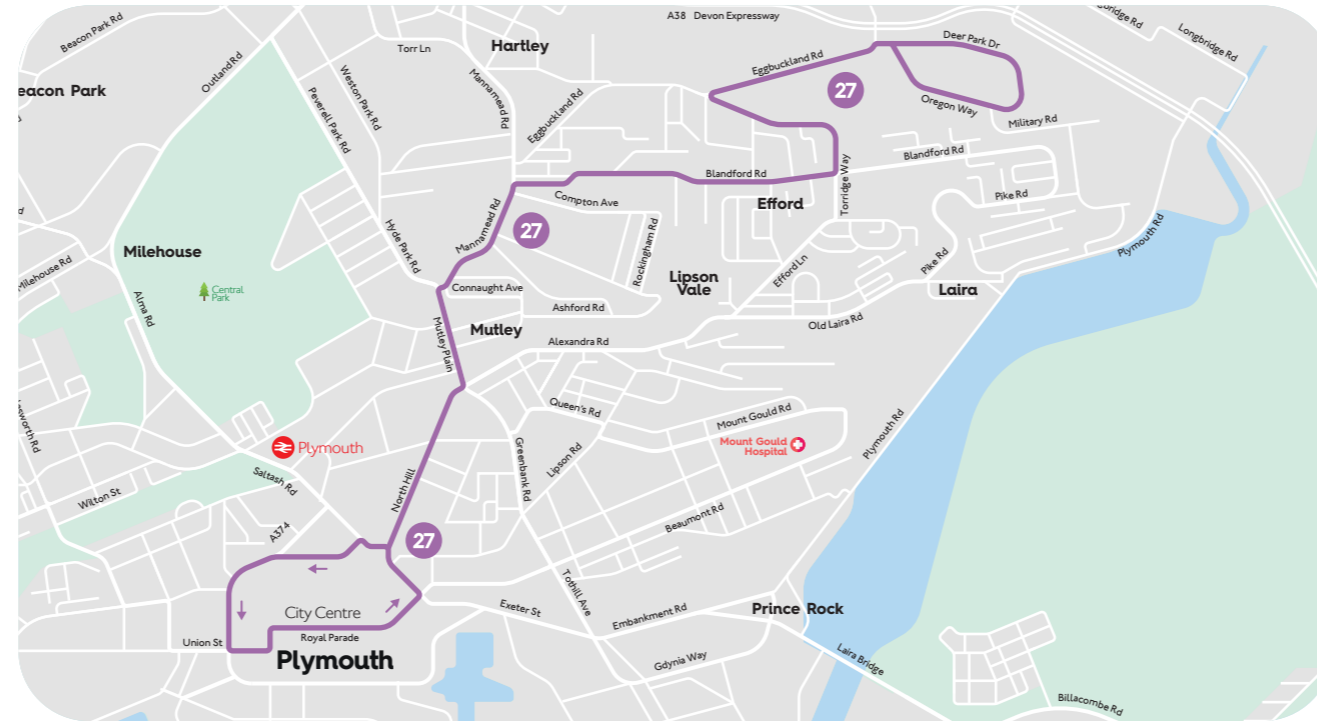 A38 Devon Expressway
Beacon Park Rd
Outland Rd
Torr Ln
Hartley
Mannamead Rd
Eggbuckland Rd
Deer Park Dr
Longbridge Rd
eacon Park
Weston Park Rd
Peverell Park Rd
Eggbuckland Rd
27
Oregon Way
Military Rd
Blandford Rd
Blandford Rd
Compton Ave
Efford
Torridge Way
Pike Rd
Milehouse
Mannamead Rd
27
Hyde Park Rd
Rockingham Rd
Plymouth Rd
Milehouse Rd
Alma Rd
Central
Park
Connaught Ave
Lipson
Vale
Efford Ln
Pike Rd
Laira
Ashford Rd
Mutley Plain
Mutley
Old Laira Rd
Alexandra Rd
Queen's Rd
Mount Gould Rd
Mount Gould
Hospital
Plymouth Rd
Plymouth
Greenbank Rd
Lipson Rd
Saltash Rd
Wilton St
North Hill
A374
27
Beaumont Rd
Tothill Ave
City Centre
Exeter St
Embankment Rd
Prince Rock
Union St
Royal Parade
Plymouth
Gdynia Way
Laira Bridge
Billacombe Rd